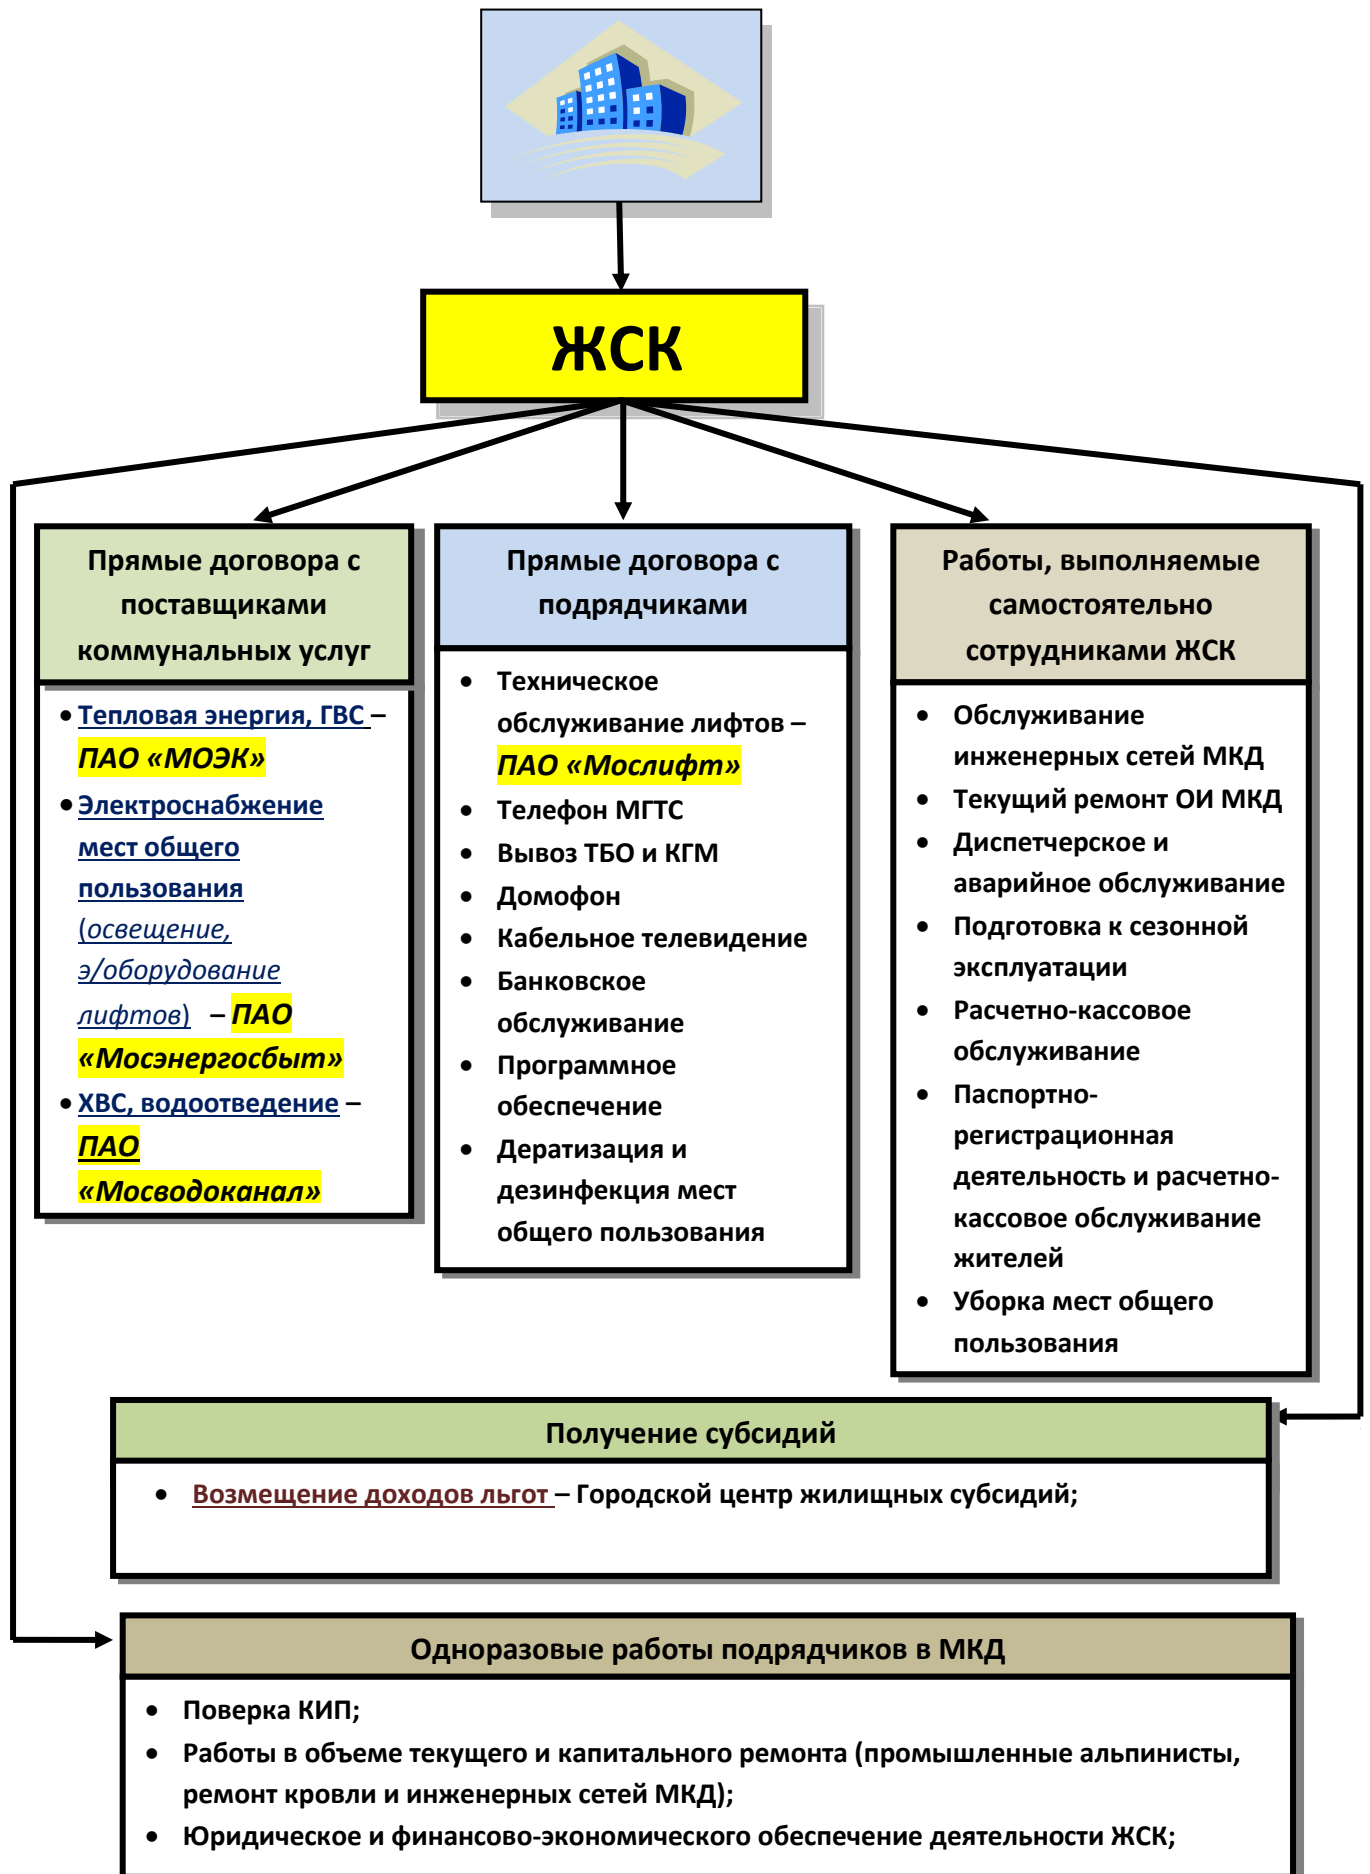 ЖСК
Прямые договора с
поставщиками
коммунальных услуг
• Тепловая энергия, ГВС –
ПАО «МОЭК»
• Электроснабжение
мест общего
пользования
(освещение,
э/оборудование
лифтов) – ПАО
«Мосэнергосбыт»
• ХВС, водоотведение –
ПАО
«Мосводоканал»
Прямые договора с
подрядчиками
• Техническое
обслуживание лифтов –
ПАО «Мослифт»
• Телефон МГТС
• Вывоз ТБО и КГМ
• Домофон
• Кабельное телевидение
• Банковское
обслуживание
• Программное
обеспечение
• Дератизация и
дезинфекция мест
общего пользования
Работы, выполняемые
самостоятельно
сотрудниками ЖСК
• Обслуживание
инженерных сетей МКД
• Текущий ремонт ОИ МКД
• Диспетчерское и
аварийное обслуживание
• Подготовка к сезонной
эксплуатации
• Расчетно-кассовое
обслуживание
• Паспортно-
регистрационная
деятельность и расчетно-
кассовое обслуживание
жителей
• Уборка мест общего
пользования
Получение субсидий
• Возмещение доходов льгот – Городской центр жилищных субсидий;
Одноразовые работы подрядчиков в МКД
• Поверка КИП;
• Работы в объеме текущего и капитального ремонта (промышленные альпинисты,
ремонт кровли и инженерных сетей МКД);
• Юридическое и финансово-экономического обеспечение деятельности ЖСК;